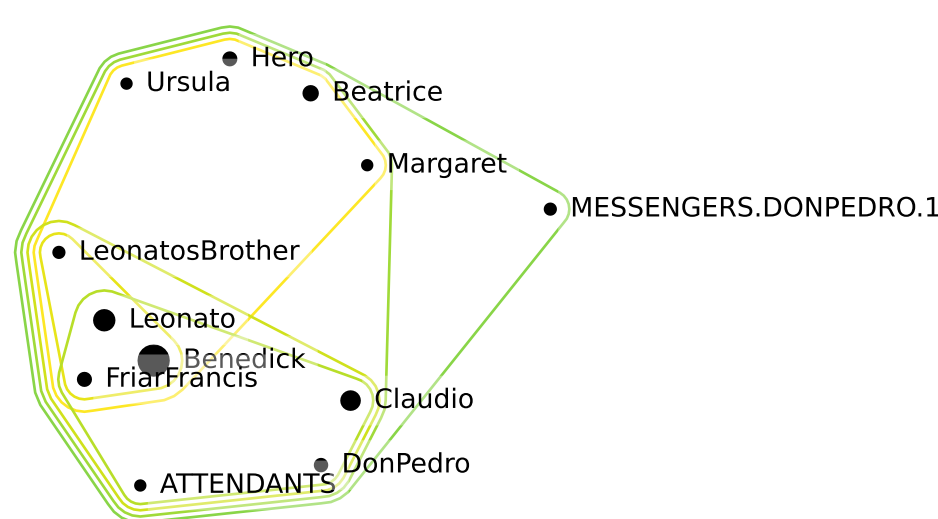 Hero
Ursula
Beatrice
Margaret
MESSENGERS.DONPEDRO.1
LeonatosBrother
Leonato
Benedick
FriarFrancis
Claudio
DonPedro
ATTENDANTS